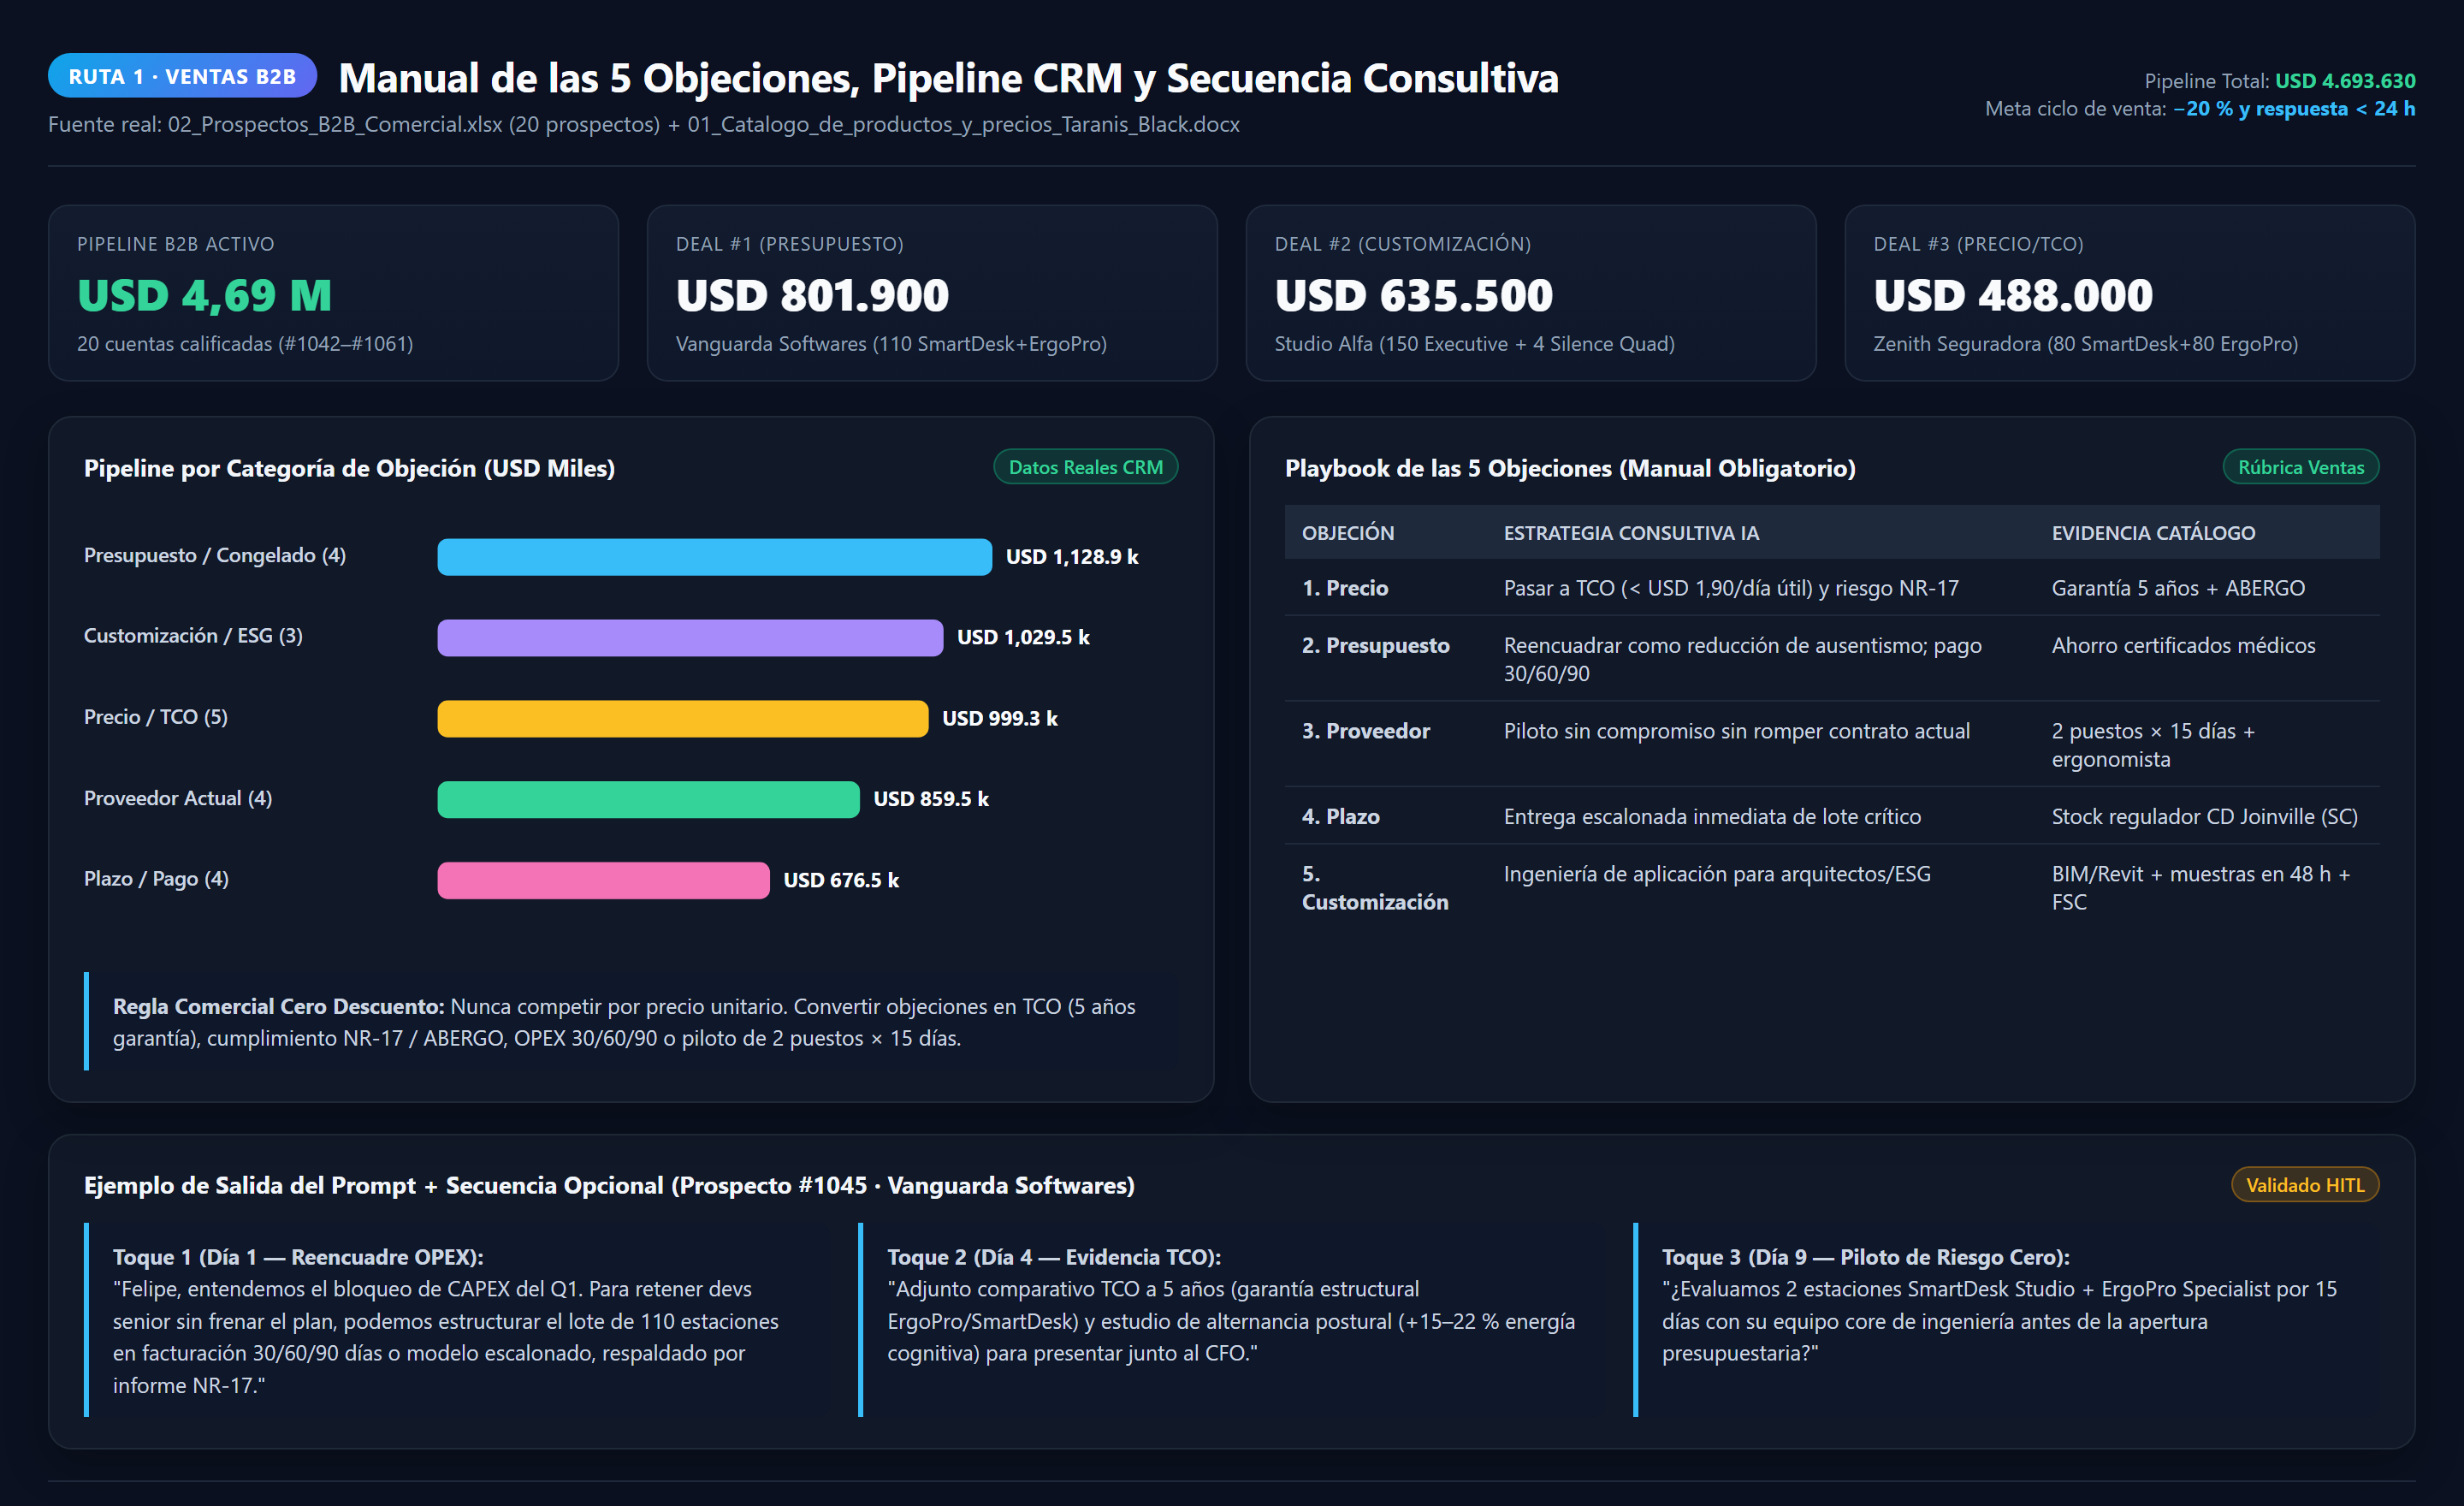 RUTA 1 · VENTAS B2B
Manual de las 5 Objeciones, Pipeline CRM y Secuencia Consultiva
Fuente real: 02_Prospectos_B2B_Comercial.xlsx (20 prospectos) + 01_Catalogo_de_productos_y_precios_Taranis_Black.docx
Pipeline Total: USD 4.693.630
Meta ciclo de venta: −20 % y respuesta < 24 h
PIPELINE B2B ACTIVO
USD 4,69 M
20 cuentas calificadas (#1042–#1061)
DEAL #1 (PRESUPUESTO)
USD 801.900
Vanguarda Softwares (110 SmartDesk+ErgoPro)
DEAL #2 (CUSTOMIZACIÓN)
USD 635.500
Studio Alfa (150 Executive + 4 Silence Quad)
DEAL #3 (PRECIO/TCO)
USD 488.000
Zenith Seguradora (80 SmartDesk+80 ErgoPro)
Pipeline por Categoría de Objeción (USD Miles)
Datos Reales CRM
Presupuesto / Congelado (4)
USD 1,128.9 k
Customización / ESG (3)
USD 1,029.5 k
Precio / TCO (5)
USD 999.3 k
Proveedor Actual (4)
USD 859.5 k
Plazo / Pago (4)
USD 676.5 k
Regla Comercial Cero Descuento: Nunca competir por precio unitario. Convertir objeciones en TCO (5 años
garantía), cumplimiento NR-17 / ABERGO, OPEX 30/60/90 o piloto de 2 puestos × 15 días.
Playbook de las 5 Objeciones (Manual Obligatorio)
Rúbrica Ventas
OBJECIÓN
ESTRATEGIA CONSULTIVA IA
EVIDENCIA CATÁLOGO
1. Precio
Pasar a TCO (< USD 1,90/día útil) y riesgo NR-17
Garantía 5 años + ABERGO
2. Presupuesto
Reencuadrar como reducción de ausentismo; pago
30/60/90
Ahorro certificados médicos
3. Proveedor
Piloto sin compromiso sin romper contrato actual
2 puestos × 15 días +
ergonomista
4. Plazo
Entrega escalonada inmediata de lote crítico
Stock regulador CD Joinville (SC)
5.
Customización
Ingeniería de aplicación para arquitectos/ESG
BIM/Revit + muestras en 48 h +
FSC
Ejemplo de Salida del Prompt + Secuencia Opcional (Prospecto #1045 · Vanguarda Softwares)
Validado HITL
Toque 1 (Día 1 — Reencuadre OPEX):
"Felipe, entendemos el bloqueo de CAPEX del Q1. Para retener devs
senior sin frenar el plan, podemos estructurar el lote de 110 estaciones
en facturación 30/60/90 días o modelo escalonado, respaldado por
informe NR-17."
Toque 2 (Día 4 — Evidencia TCO):
"Adjunto comparativo TCO a 5 años (garantía estructural
ErgoPro/SmartDesk) y estudio de alternancia postural (+15–22 % energía
cognitiva) para presentar junto al CFO."
Toque 3 (Día 9 — Piloto de Riesgo Cero):
"¿Evaluamos 2 estaciones SmartDesk Studio + ErgoPro Specialist por 15
días con su equipo core de ingeniería antes de la apertura
presupuestaria?"